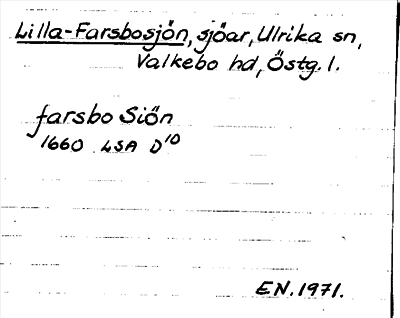 Lilla-Farsbosjön, sjöar, Ulrika sn,
Valkebo hd, Östg. l.
farsbo Siön
1660 LSA D¹⁰
EN. 1971.